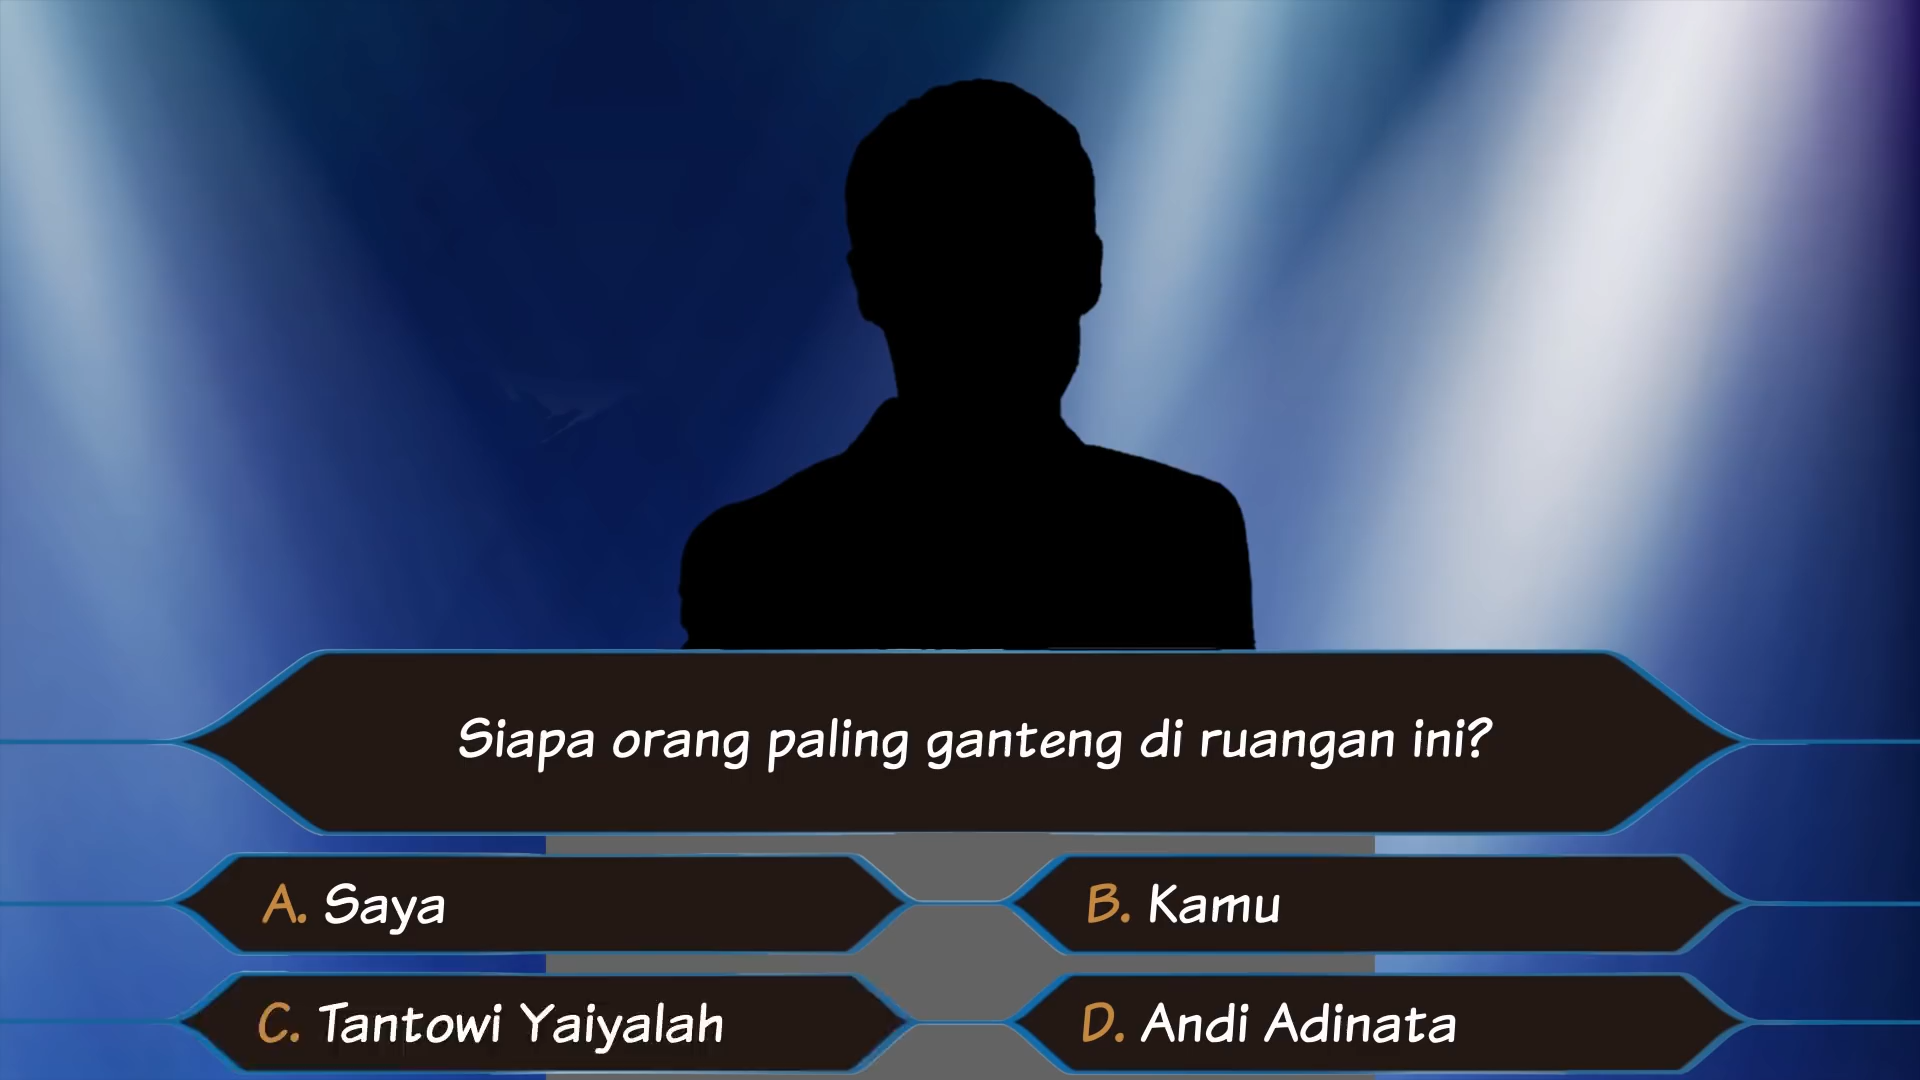 Siapa orang paling ganteng di ruangan ini?
A. Saya
B. Kamu
C. Tantowi Yaiyalah
D. Andi Adinata